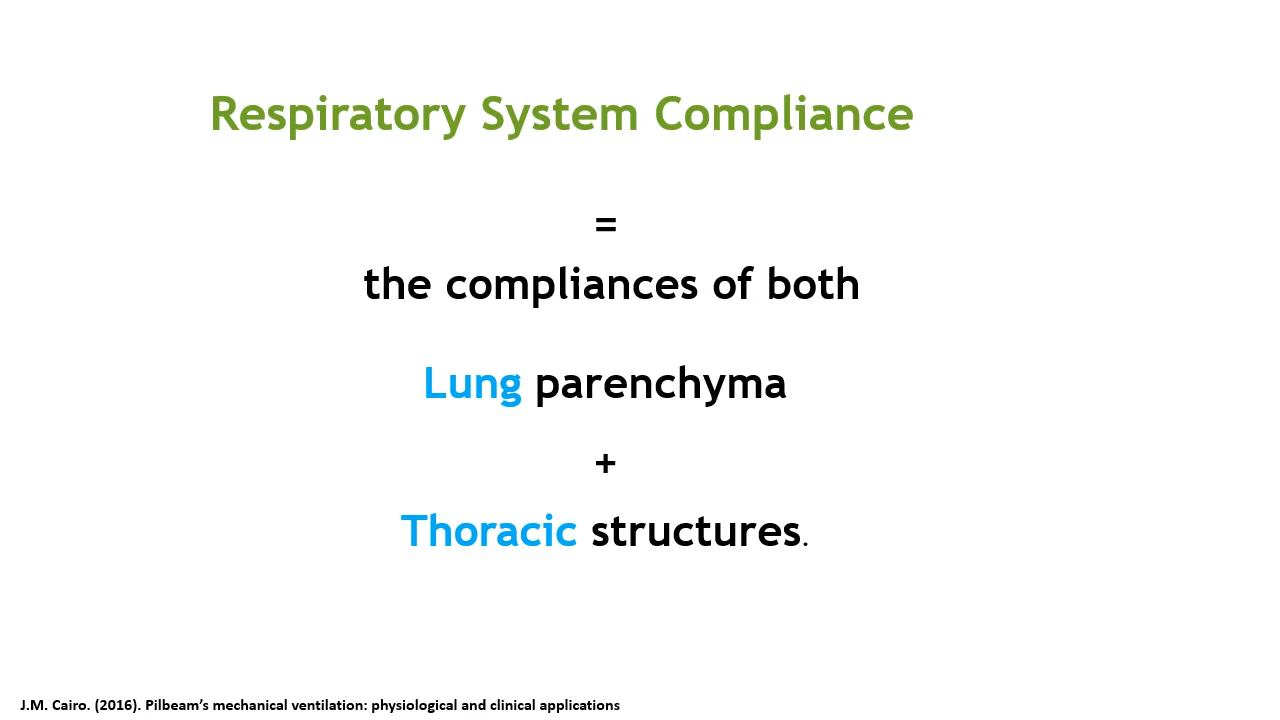 Respiratory System Compliance
=
the compliances of both
Lung parenchyma
+
Thoracic structures.
J.M. Cairo. (2016). Pilbeam’s mechanical ventilation: physiological and clinical applications